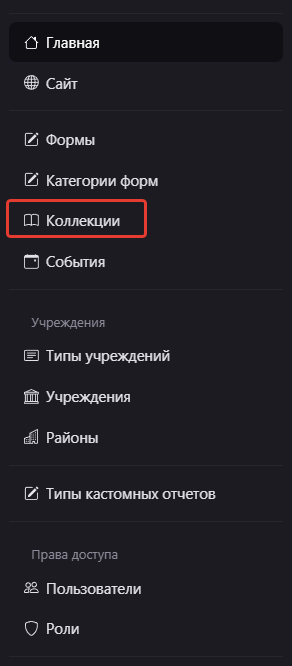 Главная
Сайт
Формы
Категории форм
Коллекции
События
Учреждения
Типы учреждений
Учреждения
Районы
Типы кастомных отчетов
Права доступа
Пользователи
Роли